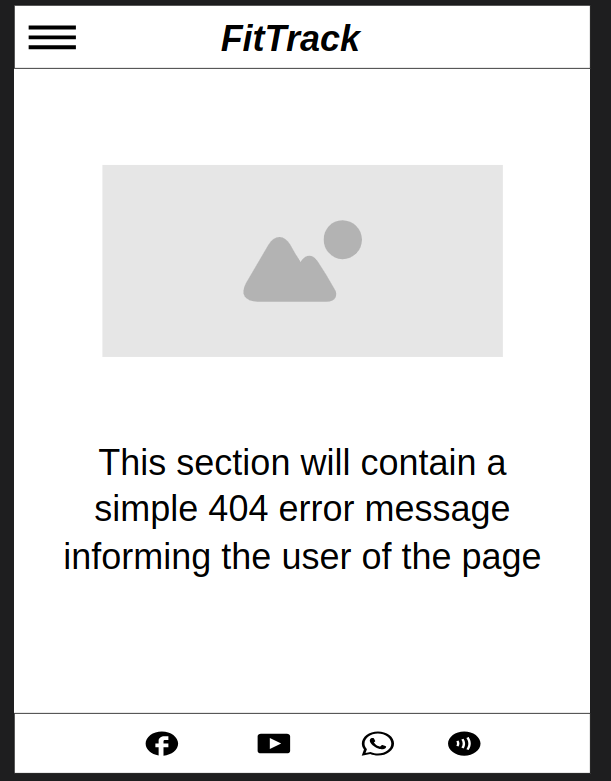 FitTrack
This section will contain a
simple 404 error message
informing the user of the page